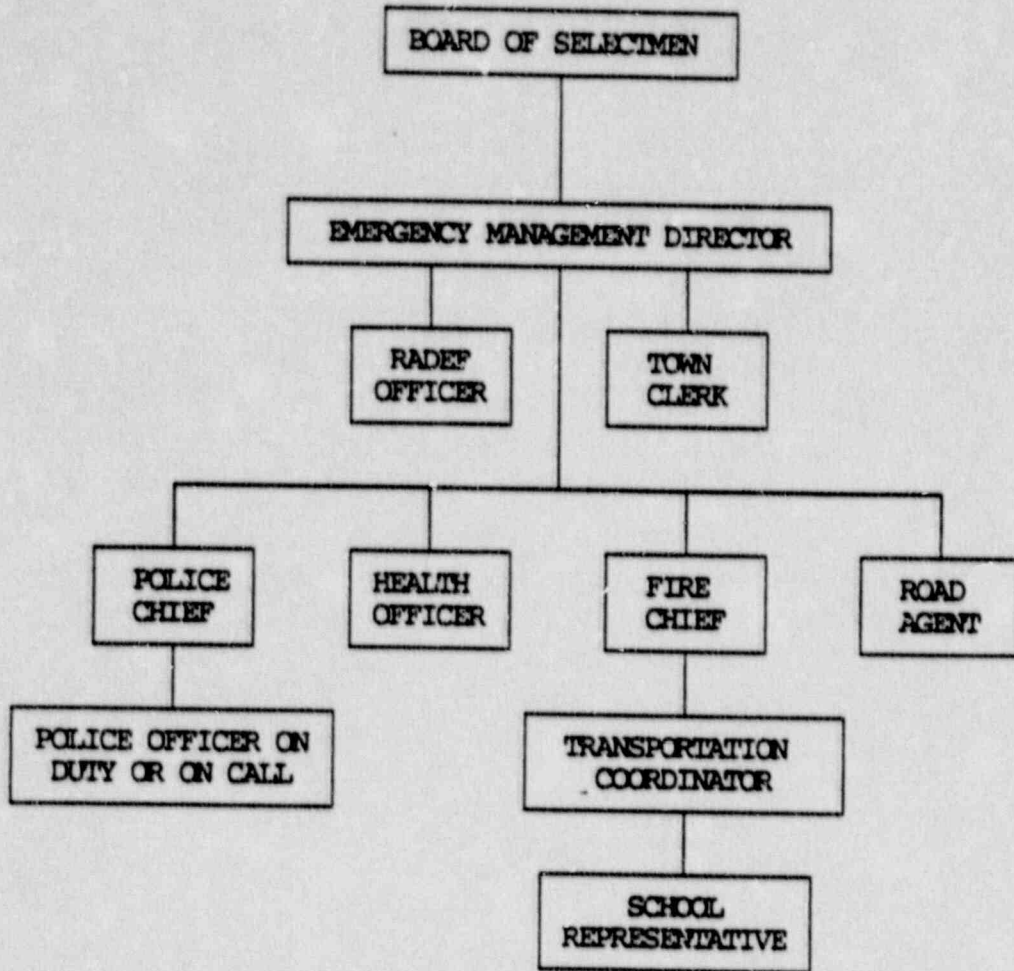 BOARD OF SELECTMEN
EMERGENCY MANAGEMENT DIRECTOR
RADEF
OFFICER
TOWN
CLERK
POLICE
CHIEF
HEALTH
OFFICER
FIRE
CHIEF
ROAD
AGENT
POLICE OFFICER ON
DUTY OR ON CALL
TRANSPORTATION
COORDINATOR
SCHOOL
REPRESENTATIVE